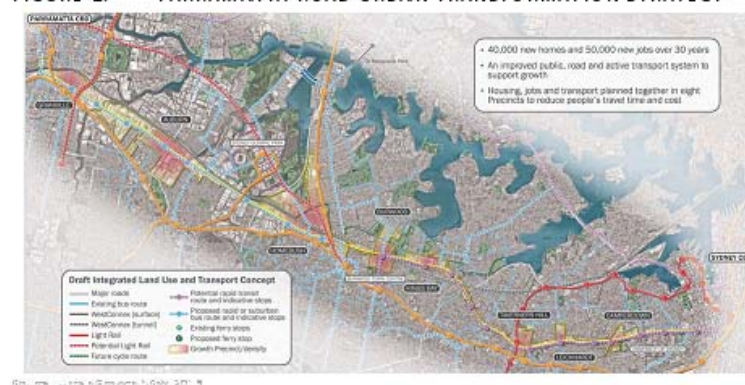 PARRAMATTA ROAD URBAN TRANSFORMATION STRATEGY
PARRAMATTA CBD
• 40,000 new homes and 50,000 new jobs over 30 years
• An improved public, road and active transport system to
support growth
• Housing, jobs and transport planned together in eight
Precincts to reduce people's travel time and cost
GRANVILLE
AUBURN
SYDNEY OLYMPIC PARK
BURWOOD
HOMEBUSH
KINGS BAY
TAVERNERS HILL
CAMPERDOWN
LEICHHARDT
Draft Integrated Land Use and Transport Concept
Major roads
Existing bus route
WestConnex (surface)
WestConnex (tunnel)
Light Rail
Potential Light Rail
Future cycle route
Potential rapid transit
route and indicative stops
Proposed rapid or suburban
bus route and indicative stops
Existing ferry stops
Proposed ferry stop
Growth Precinct/density